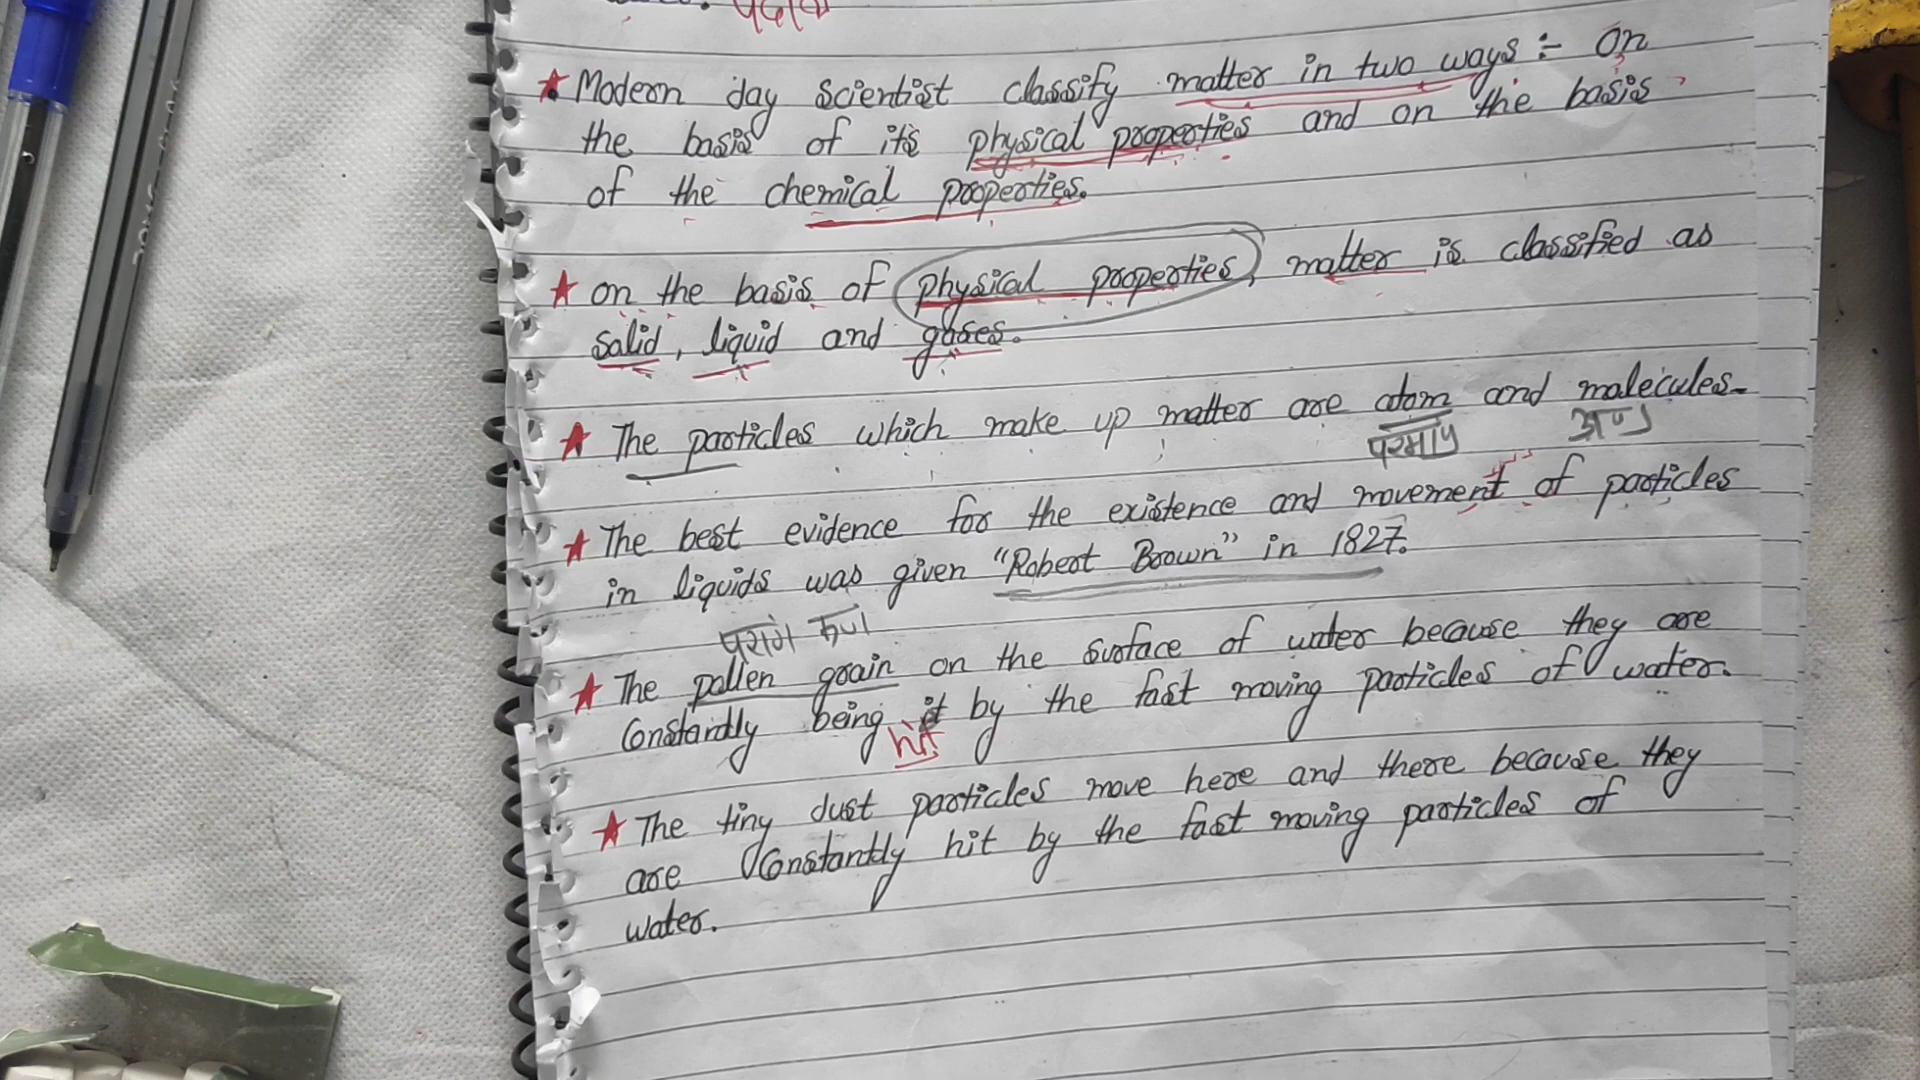 पदार्थ
Modern day scientist classify matter in two ways :- On
the basis of its physical properties and on the basis
of the chemical properties.
on the basis of physical properties, matter is classified as
solid, liquid and gases.
The particles which make up matter are atom and malecules.
परमाणु अणु
The best evidence for the existence and movement of particles
in liquids was given "Robert Brown" in 1827.
पराग कण
The pollen grain on the surface of water because they are
Constantly being it by the fast moving particles of water.
hit
The tiny dust particles move here and there because they
are Constantly hit by the fast moving particles of
water.